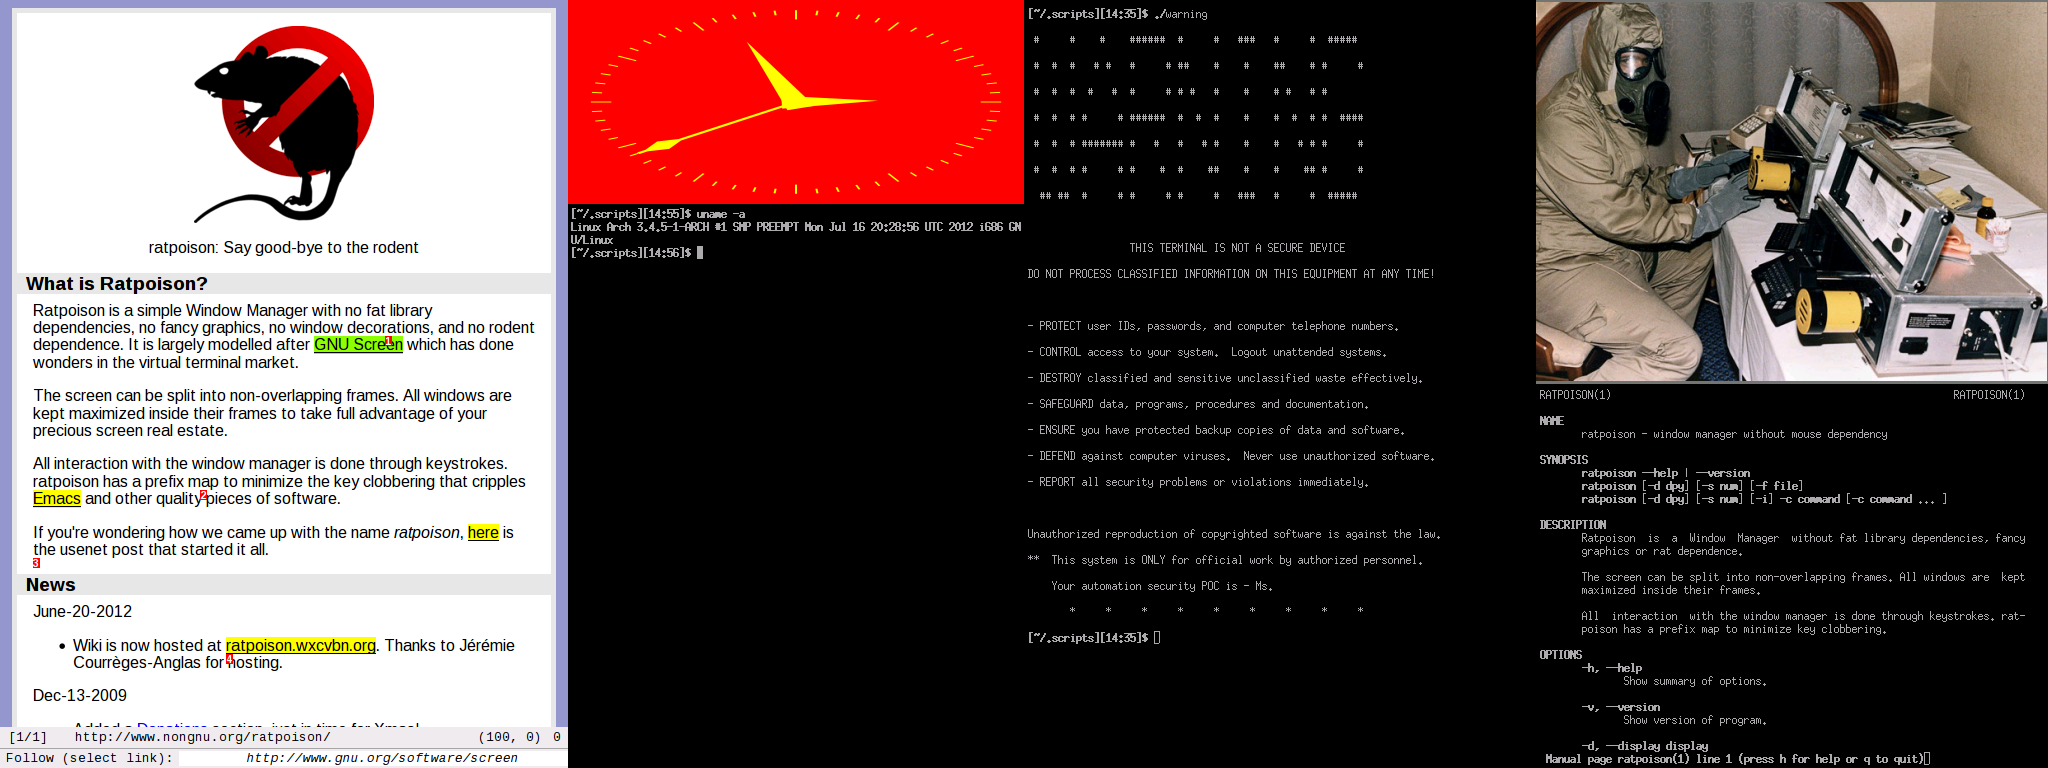 ratpoison: Say good-bye to the rodent
What is Ratpoison?
Ratpoison is a simple Window Manager with no fat library
dependencies, no fancy graphics, no window decorations, and no rodent
dependence. It is largely modelled after GNU Screen which has done
wonders in the virtual terminal market.
The screen can be split into non-overlapping frames. All windows are
kept maximized inside their frames to take full advantage of your
precious screen real estate.
All interaction with the window manager is done through keystrokes.
ratpoison has a prefix map to minimize the key clobbering that cripples
Emacs and other quality pieces of software.
If you're wondering how we came up with the name ratpoison, here is
the usenet post that started it all.
News
June-20-2012
• Wiki is now hosted at ratpoison.wxcvbn.org. Thanks to Jérémie
Courrèges-Anglas for hosting.
Dec-13-2009
[1/1] http://www.nongnu.org/ratpoison/ (100, 0) 0
Follow (select link): http://www.gnu.org/software/screen
[~/.scripts][14:55]$ uname -a
Linux Arch 3.4.5-1-ARCH #1 SMP PREEMPT Mon Jul 16 20:28:56 UTC 2012 i686 GN
U/Linux
[~/.scripts][14:56]$
[~/.scripts][14:35]$ ./warning
THIS TERMINAL IS NOT A SECURE DEVICE
DO NOT PROCESS CLASSIFIED INFORMATION ON THIS EQUIPMENT AT ANY TIME!
- PROTECT user IDs, passwords, and computer telephone numbers.
- CONTROL access to your system. Logout unattended systems.
- DESTROY classified and sensitive unclassified waste effectively.
- SAFEGUARD data, programs, procedures and documentation.
- ENSURE you have protected backup copies of data and software.
- DEFEND against computer viruses. Never use unauthorized software.
- REPORT all security problems or violations immediately.
Unauthorized reproduction of copyrighted software is against the law.
** This system is ONLY for official work by authorized personnel.
Your automation security POC is - Ms.
* * * * * * * * *
[~/.scripts][14:35]$
RATPOISON(1) RATPOISON(1)
NAME
ratpoison - window manager without mouse dependency
SYNOPSIS
ratpoison --help | --version
ratpoison [-d dpy] [-s num] [-f file]
ratpoison [-d dpy] [-s num] [-i] -c command [-c command ... ]
DESCRIPTION
Ratpoison is a Window Manager without fat library dependencies, fancy
graphics or rat dependence.
The screen can be split into non-overlapping frames. All windows are kept
maximized inside their frames.
All interaction with the window manager is done through keystrokes. rat-
poison has a prefix map to minimize key clobbering.
OPTIONS
-h, --help
Show summary of options.
-v, --version
Show version of program.
-d, --display display
Manual page ratpoison(1) line 1 (press h for help or q to quit)